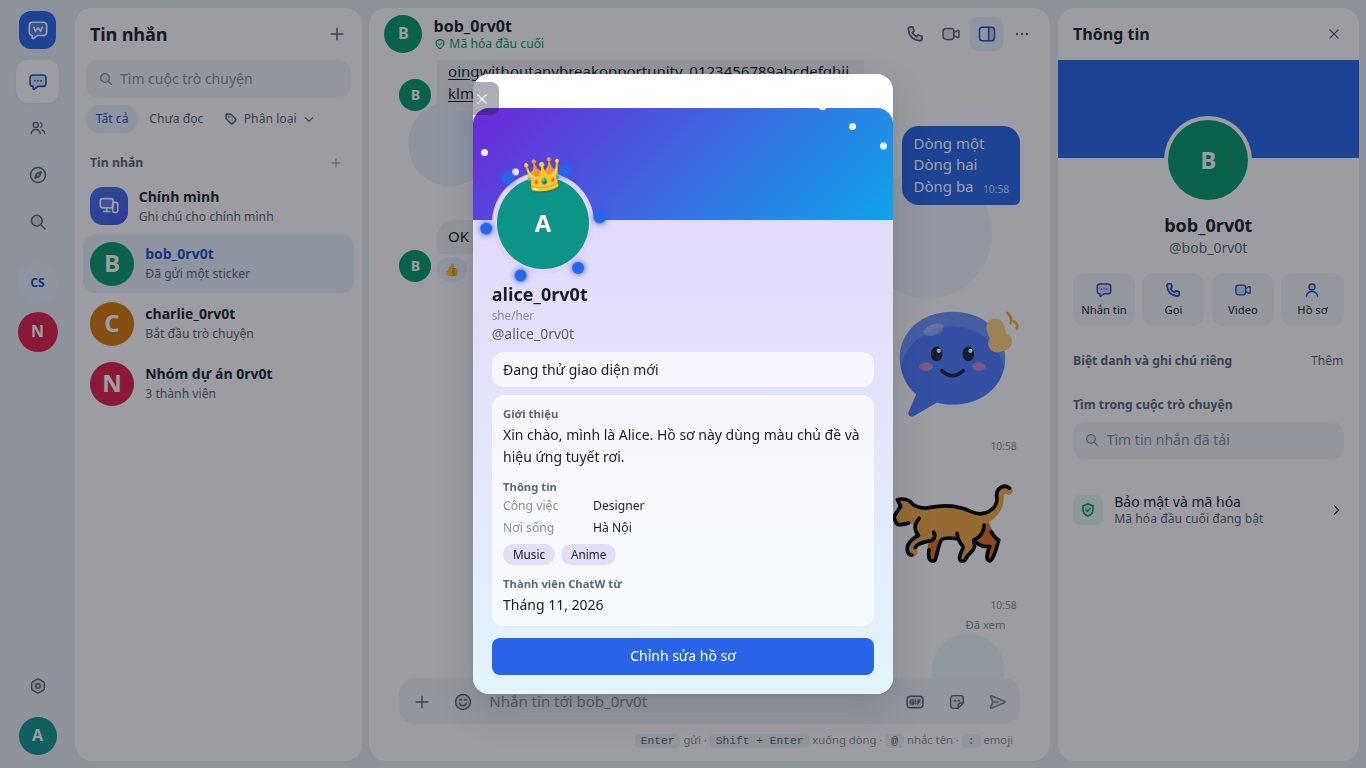 Tin nhắn
Tìm cuộc trò chuyện
Tất cả
Chưa đọc
Phân loại
Tin nhắn
Chính mình
Ghi chú cho chính mình
B
bob_0rv0t
Đã gửi một sticker
C
charlie_0rv0t
Bắt đầu trò chuyện
N
Nhóm dự án 0rv0t
3 thành viên
CS
N
A
B
bob_0rv0t
Mã hóa đầu cuối
oingwithoutanybreakopportunity_0123456789abcdefghij
klm
B
Dòng một
Dòng hai
Dòng ba 10:58
OK
B
10:58
10:58
Đã xem
A
alice_0rv0t
she/her
@alice_0rv0t
Đang thử giao diện mới
Giới thiệu
Xin chào, mình là Alice. Hồ sơ này dùng màu chủ đề và
hiệu ứng tuyết rơi.
Thông tin
Công việc Designer
Nơi sống Hà Nội
Music Anime
Thành viên ChatW từ
Tháng 11, 2026
Chỉnh sửa hồ sơ
Nhắn tin tới bob_0rv0t
GIF
Enter gửi · Shift + Enter xuống dòng · @ nhắc tên · : emoji
Thông tin
B
bob_0rv0t
@bob_0rv0t
Nhắn tin
Gọi
Video
Hồ sơ
Biệt danh và ghi chú riêng Thêm
Tìm trong cuộc trò chuyện
Tìm tin nhắn đã tải
Bảo mật và mã hóa
Mã hóa đầu cuối đang bật